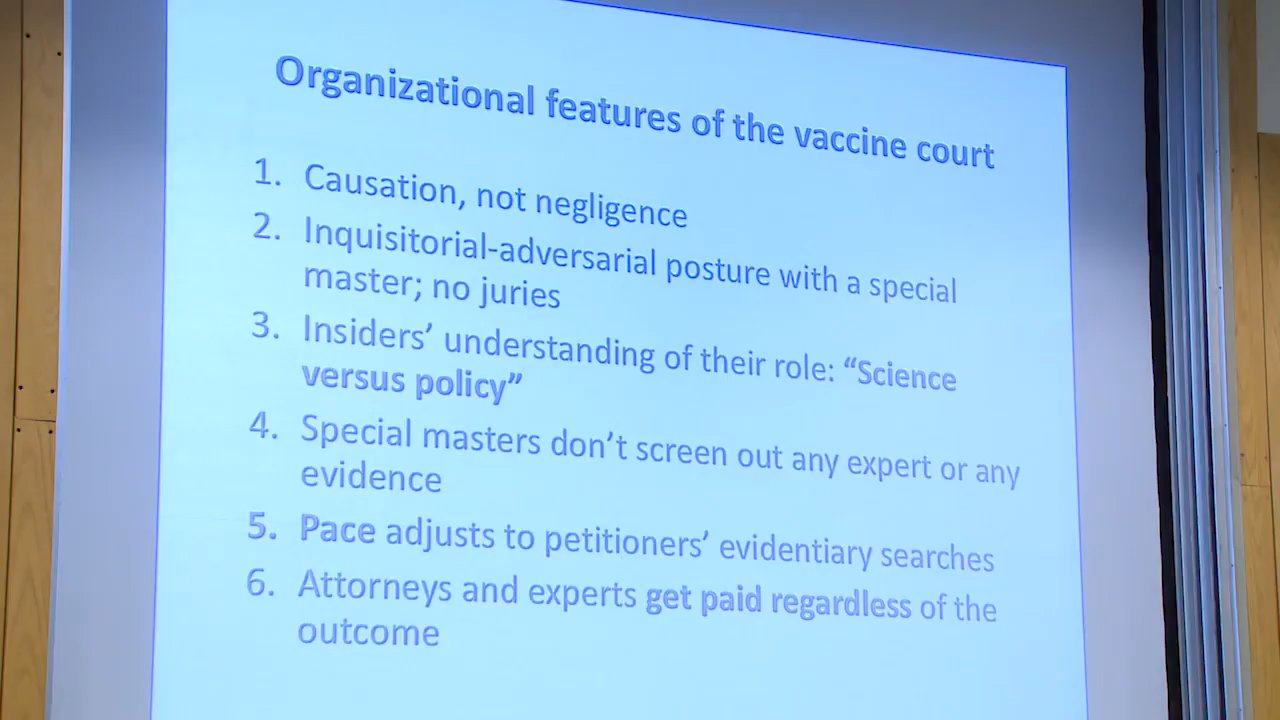 Organizational features of the vaccine court
1. Causation, not negligence
2. Inquisitorial-adversarial posture with a special
master; no juries
3. Insiders’ understanding of their role: “Science
versus policy”
4. Special masters don’t screen out any expert or any
evidence
5. Pace adjusts to petitioners’ evidentiary searches
6. Attorneys and experts get paid regardless of the
outcome